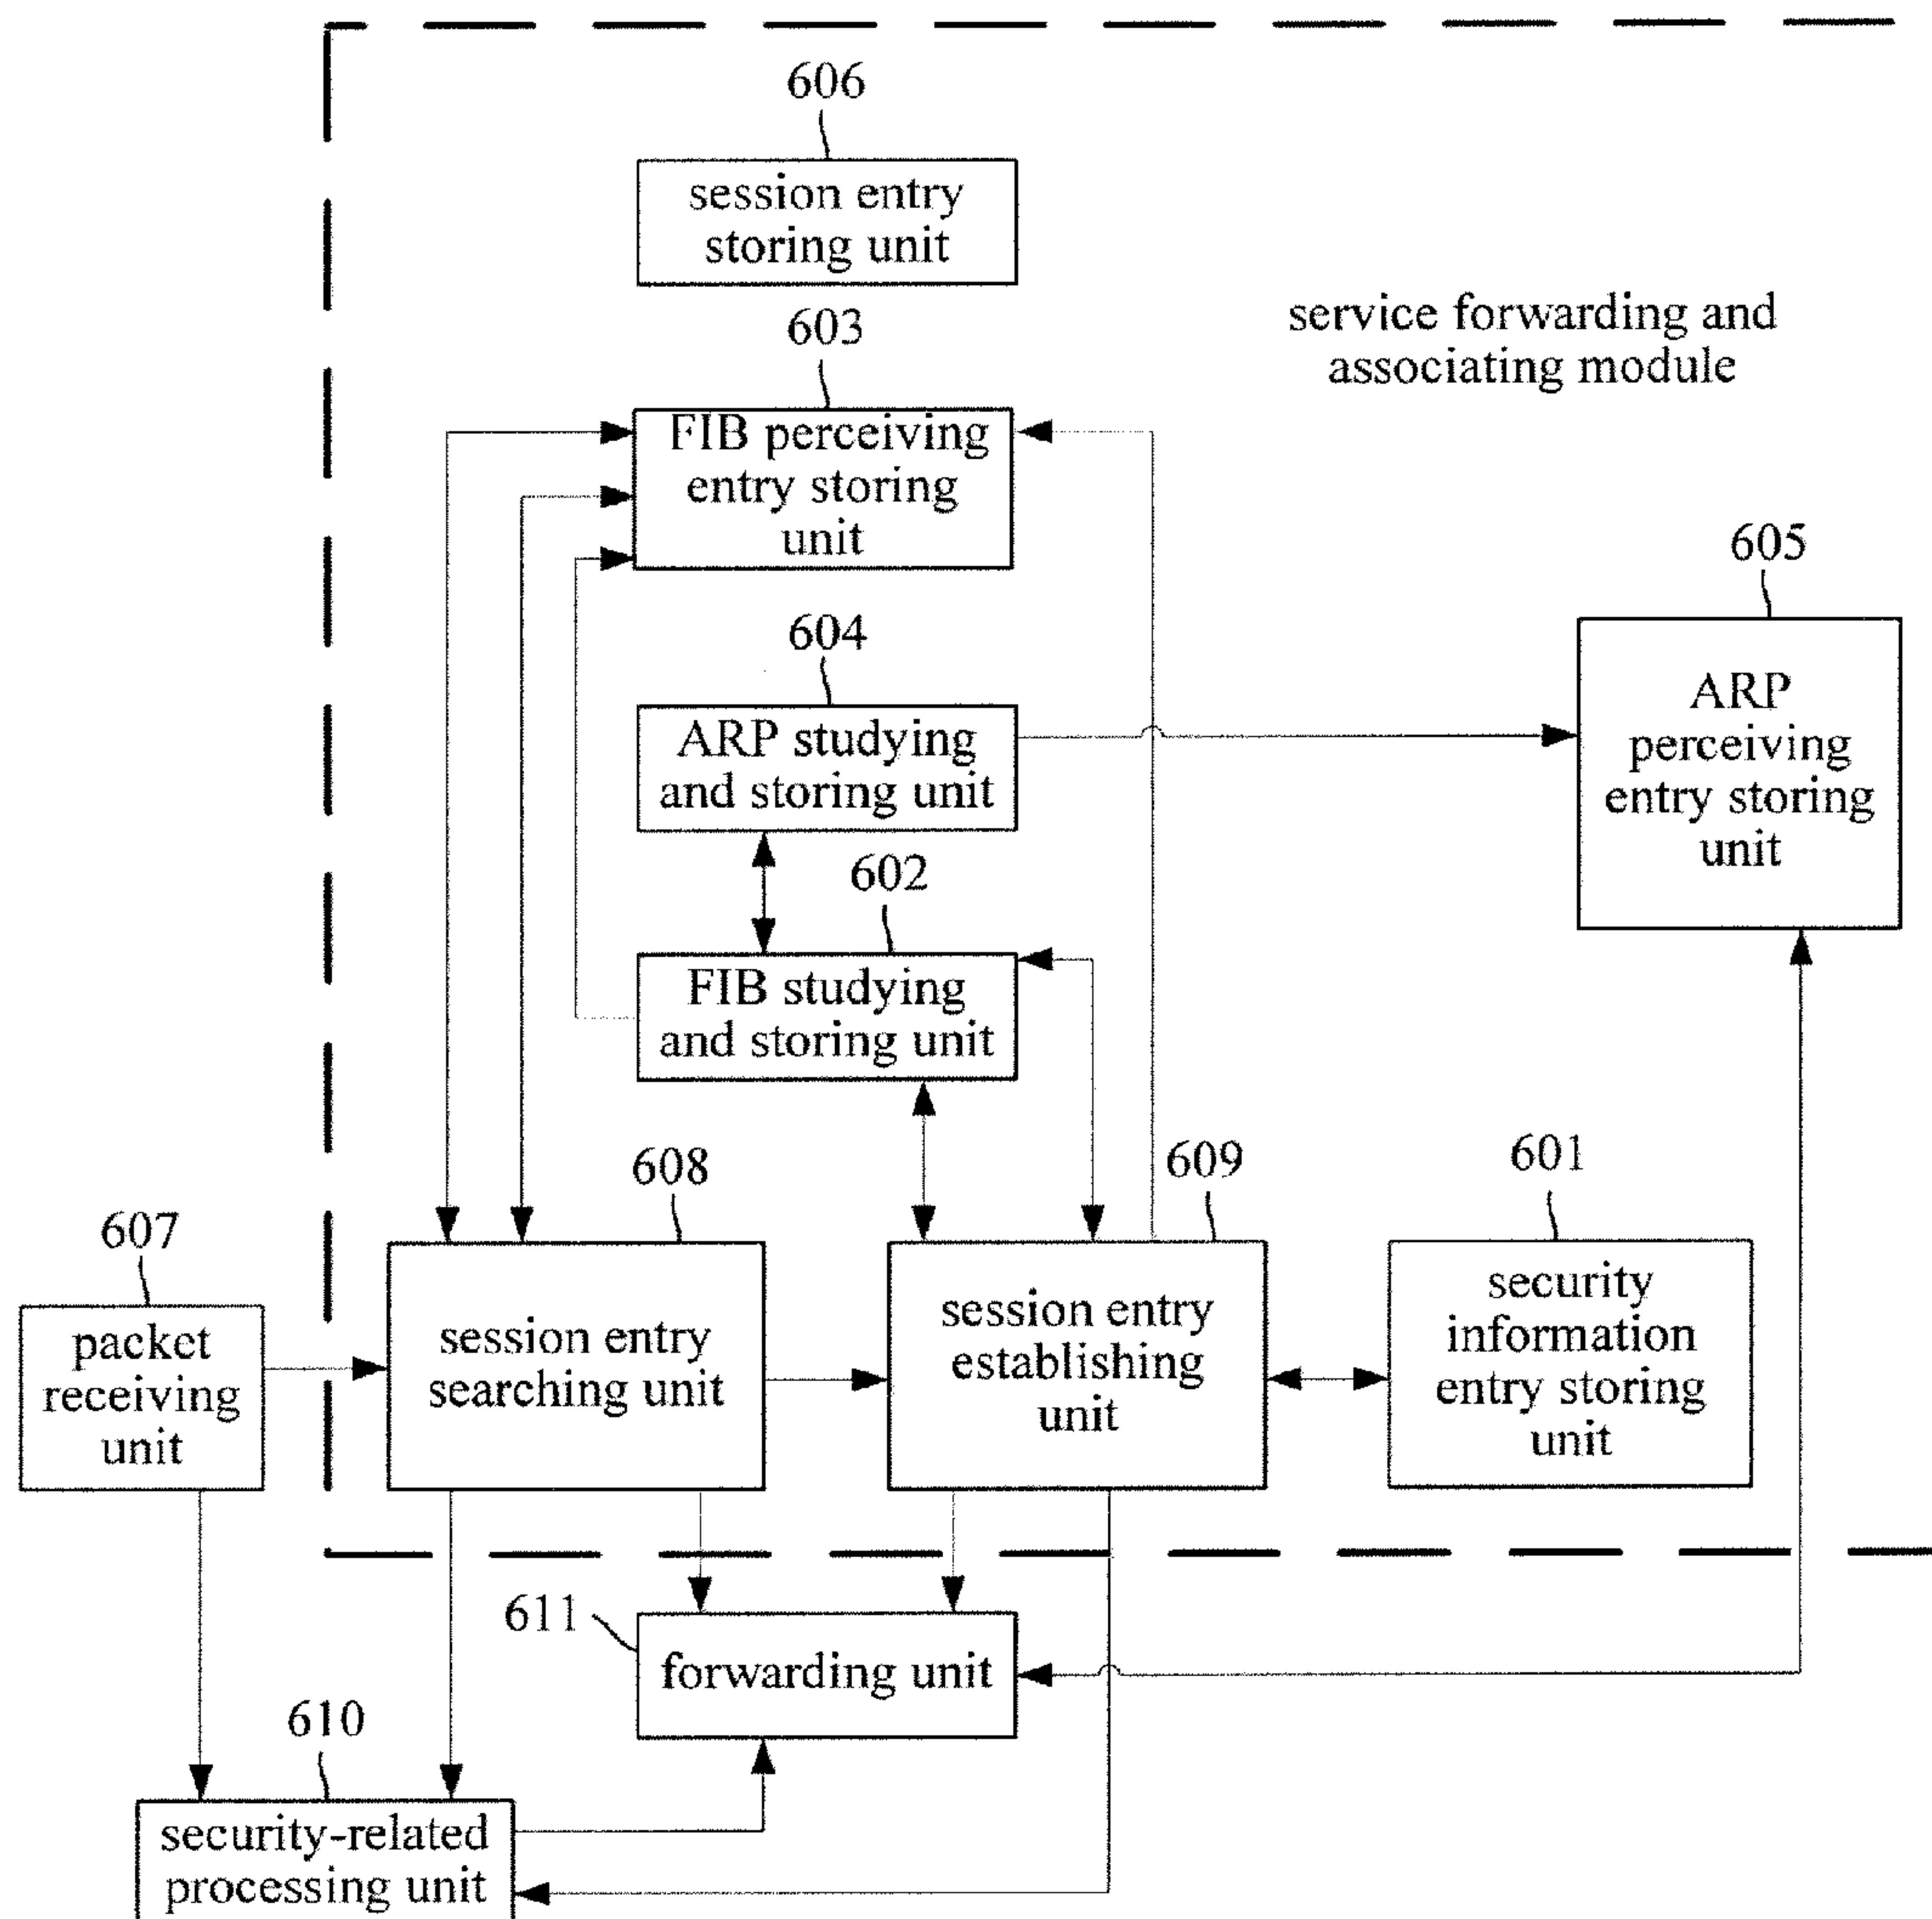 606
session entry
storing unit
service forwarding and
associating module
603
FIB perceiving
entry storing
unit
605
ARP
perceiving
entry storing
unit
604
ARP studying
and storing unit
602
FIB studying
and storing unit
607
packet
receiving
unit
608
session entry
searching unit
609
session entry
establishing
unit
601
security
information
entry storing
unit
611
forwarding unit
610
security-related
processing unit